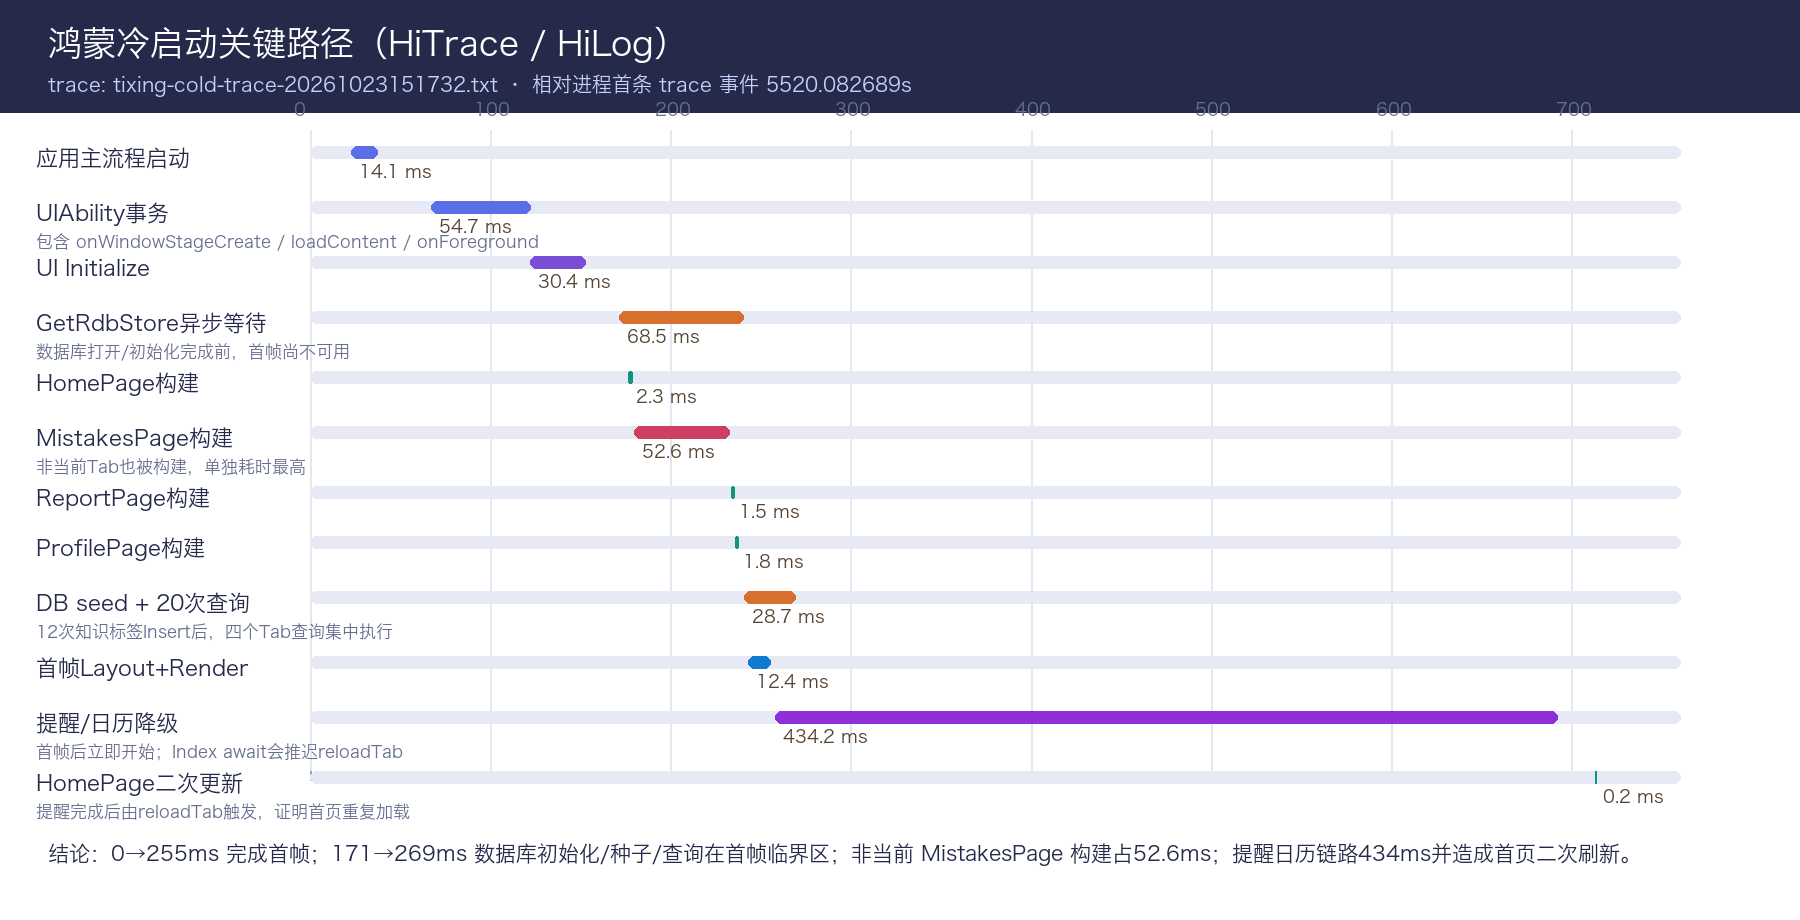 鸿蒙冷启动关键路径（HiTrace / HiLog）
trace: tixing-cold-trace-20261023151732.txt · 相对进程首条 trace 事件 5520.082689s
0 100 200 300 400 500 600 700
应用主流程启动
14.1 ms
UIAbility事务
54.7 ms
包含 onWindowStageCreate / loadContent / onForeground
UI Initialize
30.4 ms
GetRdbStore异步等待
68.5 ms
数据库打开/初始化完成前，首帧尚不可用
HomePage构建
2.3 ms
MistakesPage构建
52.6 ms
非当前Tab也被构建，单独耗时最高
ReportPage构建
1.5 ms
ProfilePage构建
1.8 ms
DB seed + 20次查询
28.7 ms
12次知识标签Insert后，四个Tab查询集中执行
首帧Layout+Render
12.4 ms
提醒/日历降级
434.2 ms
首帧后立即开始；Index await会推迟reloadTab
HomePage二次更新
0.2 ms
提醒完成后由reloadTab触发，证明首页重复加载
结论：0→255ms 完成首帧；171→269ms 数据库初始化/种子/查询在首帧临界区；非当前 MistakesPage 构建占52.6ms；提醒日历链路434ms并造成首页二次刷新。